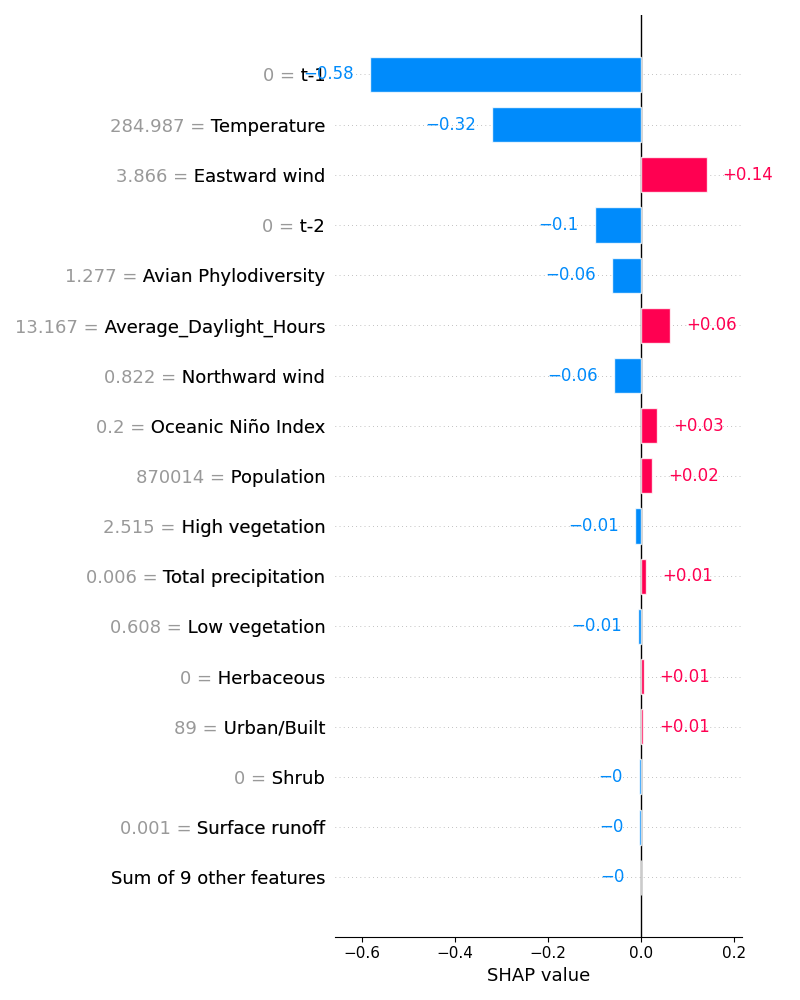 0 = t-1 −0.58
284.987 = Temperature −0.32
3.866 = Eastward wind +0.14
0 = t-2 −0.1
1.277 = Avian Phylodiversity −0.06
13.167 = Average_Daylight_Hours +0.06
0.822 = Northward wind −0.06
0.2 = Oceanic Niño Index +0.03
870014 = Population +0.02
2.515 = High vegetation −0.01
0.006 = Total precipitation +0.01
0.608 = Low vegetation −0.01
0 = Herbaceous +0.01
89 = Urban/Built +0.01
0 = Shrub −0
0.001 = Surface runoff −0
Sum of 9 other features −0
−0.6 −0.4 −0.2 0.0 0.2
SHAP value